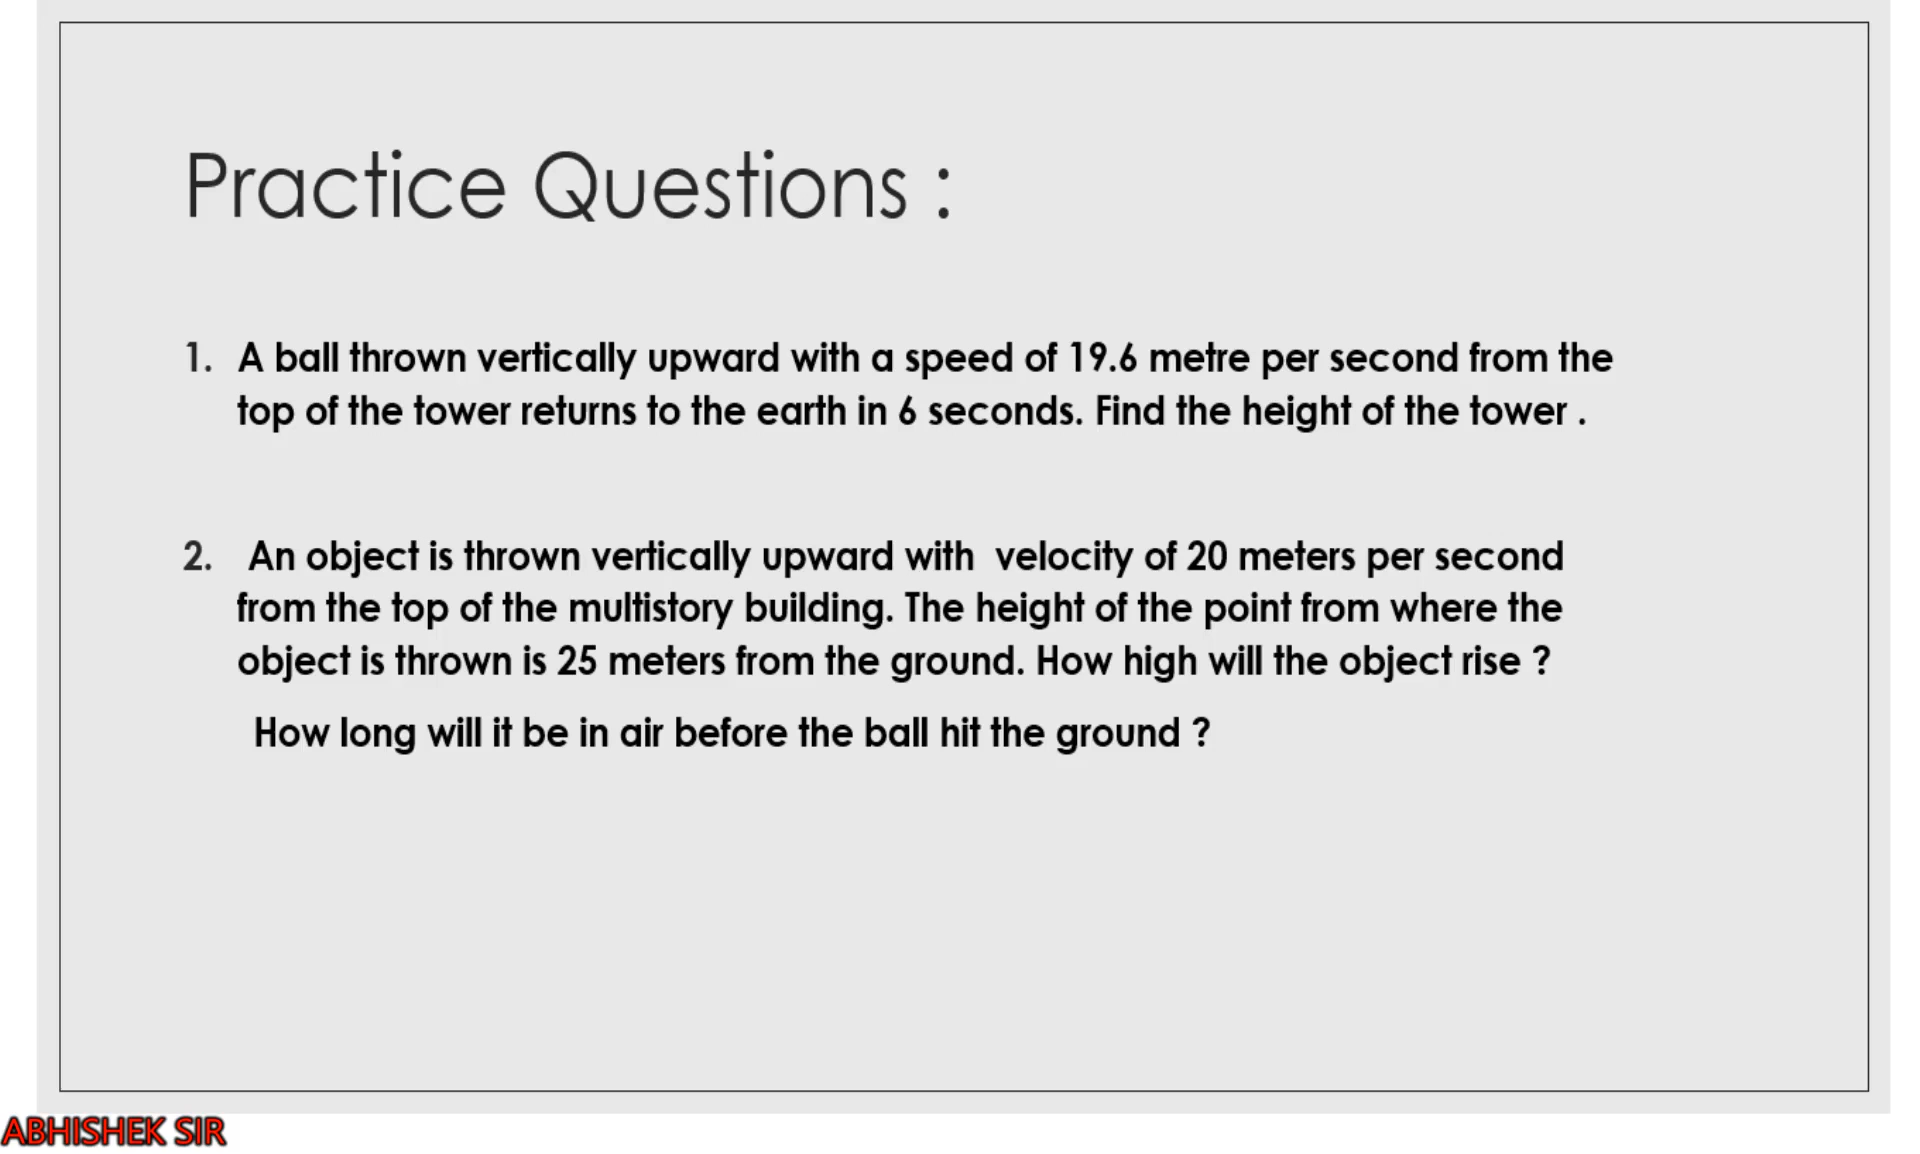 Practice Questions :
1. A ball thrown vertically upward with a speed of 19.6 metre per second from the
top of the tower returns to the earth in 6 seconds. Find the height of the tower .
2. An object is thrown vertically upward with velocity of 20 meters per second
from the top of the multistory building. The height of the point from where the
object is thrown is 25 meters from the ground. How high will the object rise ?
How long will it be in air before the ball hit the ground ?
ABHISHEK SIR